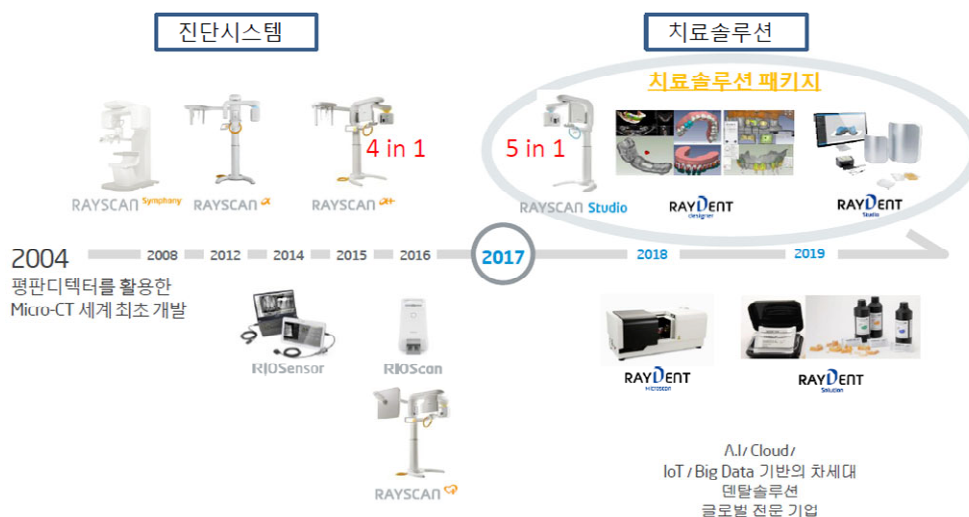 진단시스템
치료솔루션
치료솔루션 패키지
4 in 1
5 in 1
RAYSCAN Symphony
RAYSCAN α
RAYSCAN α+
RAYSCAN Studio
RAYDENT
designer
RAYDENT
Studio
2004
2008
2012
2014
2015
2016
2017
2018
2019
평판디텍터를 활용한
Micro-CT 세계 최초 개발
RIOSensor
RIOScan
RAYDENT
Microscan
RAYDENT
Solution
RAYSCAN
A.I / Cloud /
IoT / Big Data 기반의 차세대
덴탈솔루션
글로벌 전문 기업